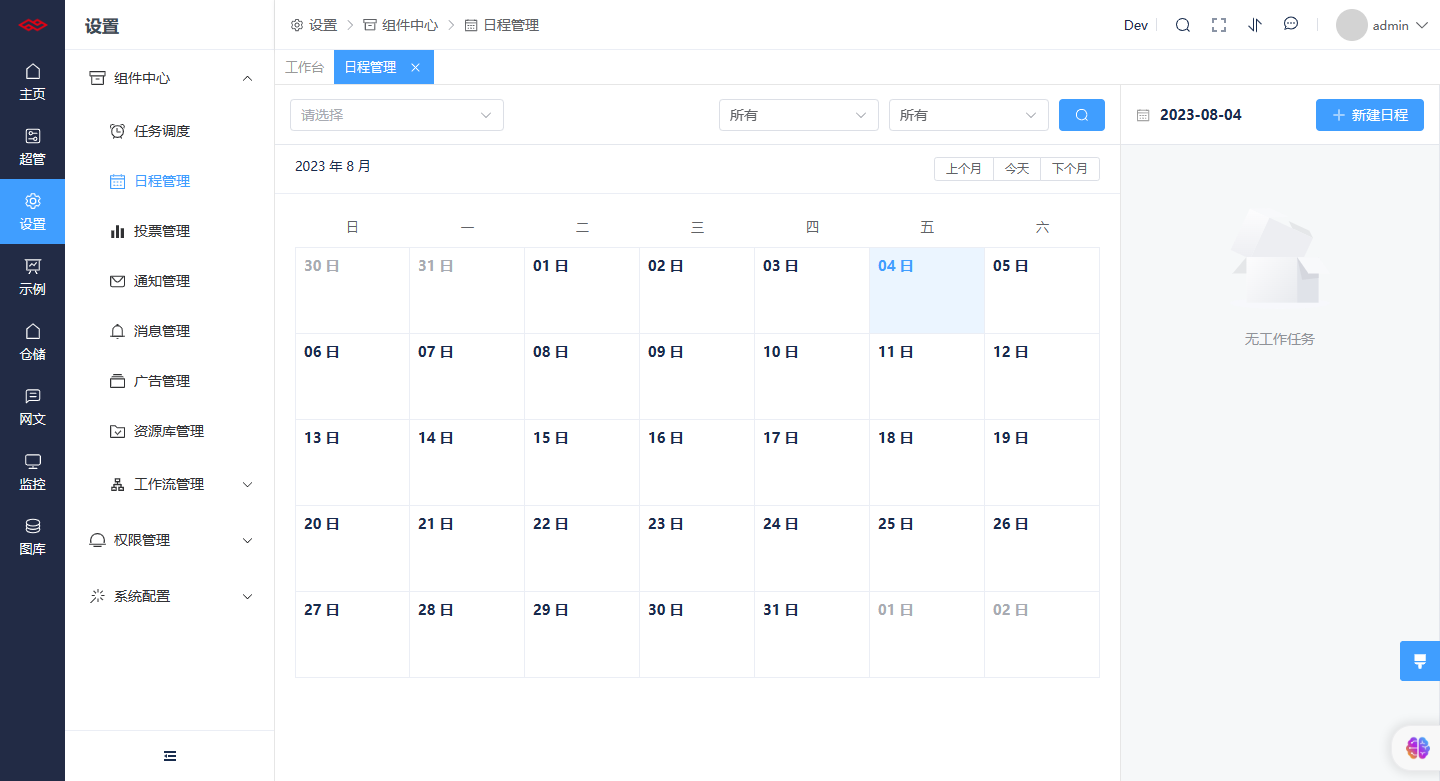 主页
超管
设置
示例
仓储
网文
监控
图库
设置
组件中心
任务调度
日程管理
投票管理
通知管理
消息管理
广告管理
资源库管理
工作流管理
权限管理
系统配置
设置 组件中心 日程管理
Dev admin
工作台 日程管理
请选择 所有 所有
2023 年 8 月 上个月 今天 下个月
日 一 二 三 四 五 六
30 日 31 日 01 日 02 日 03 日 04 日 05 日
06 日 07 日 08 日 09 日 10 日 11 日 12 日
13 日 14 日 15 日 16 日 17 日 18 日 19 日
20 日 21 日 22 日 23 日 24 日 25 日 26 日
27 日 28 日 29 日 30 日 31 日 01 日 02 日
2023-08-04 新建日程
无工作任务